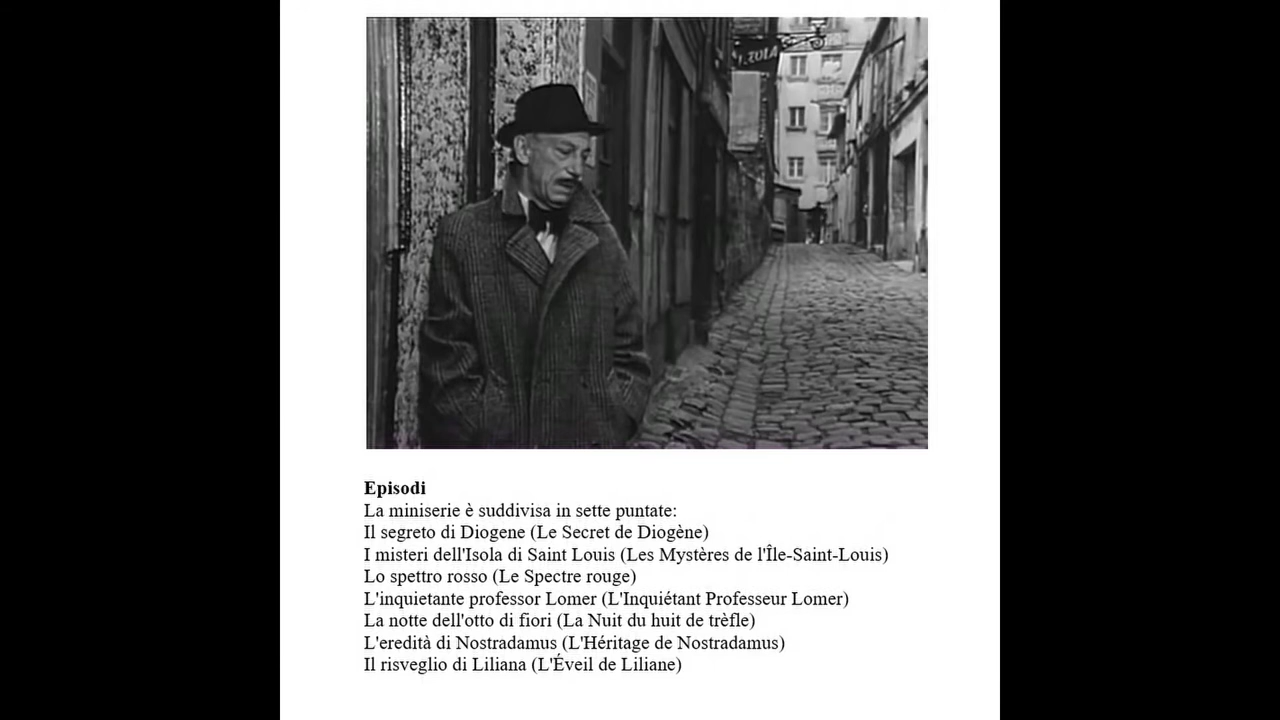 Episodi
La miniserie è suddivisa in sette puntate:
Il segreto di Diogene (Le Secret de Diogène)
I misteri dell'Isola di Saint Louis (Les Mystères de l'Île-Saint-Louis)
Lo spettro rosso (Le Spectre rouge)
L'inquietante professor Lomer (L'Inquiétant Professeur Lomer)
La notte dell'otto di fiori (La Nuit du huit de trèfle)
L'eredità di Nostradamus (L'Héritage de Nostradamus)
Il risveglio di Liliana (L'Éveil de Liliane)